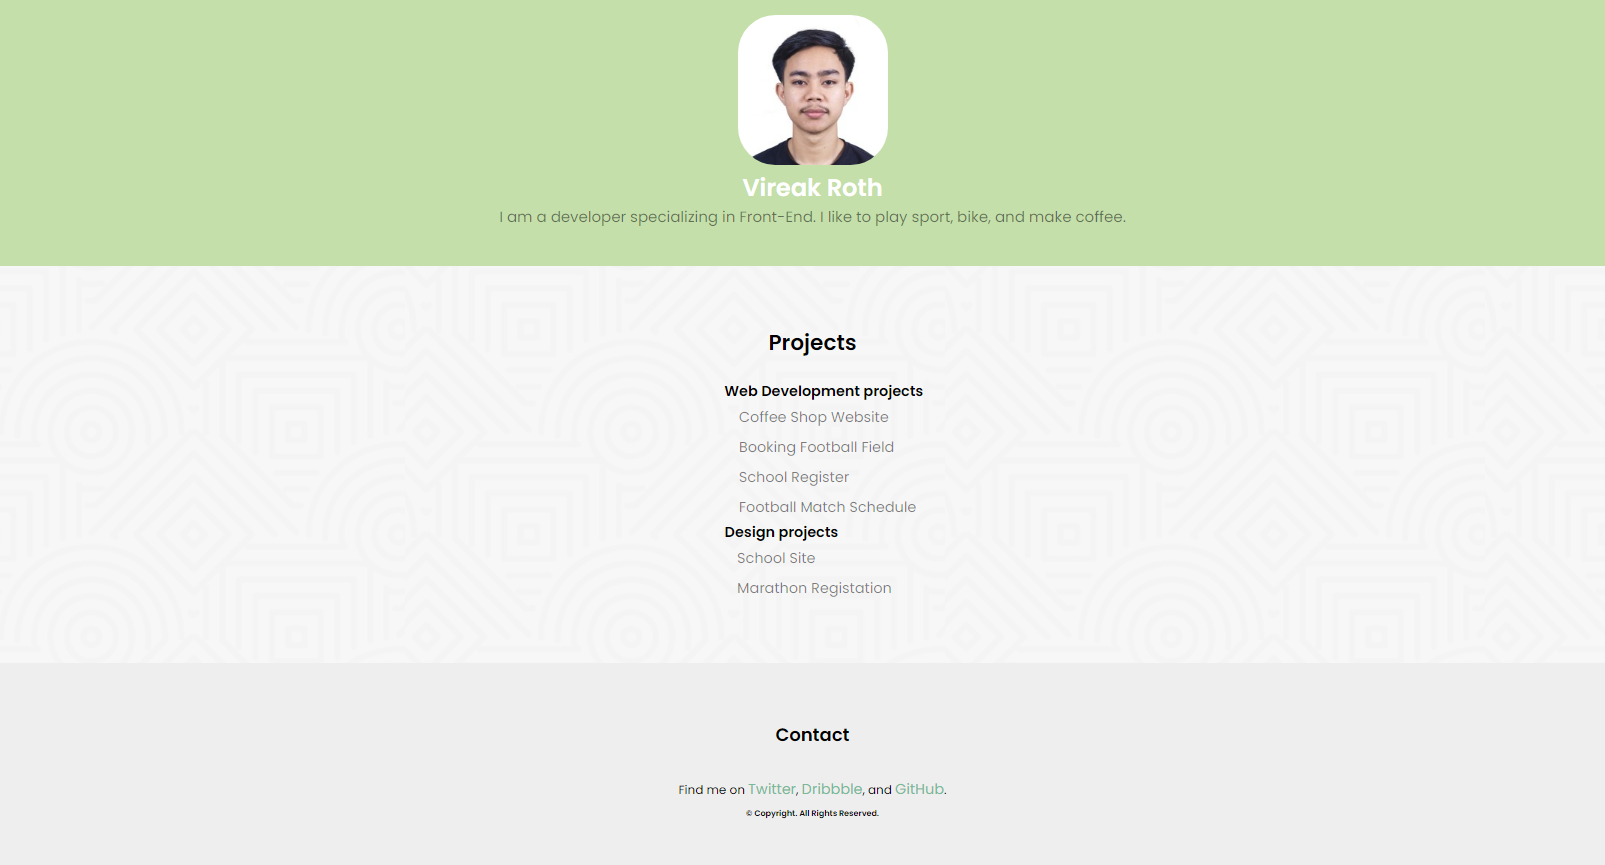 Vireak Roth
I am a developer specializing in Front-End. I like to play sport, bike, and make coffee.
Projects
Web Development projects
Coffee Shop Website
Booking Football Field
School Register
Football Match Schedule
Design projects
School Site
Marathon Registation
Contact
Find me on Twitter, Dribbble, and GitHub.
© Copyright. All Rights Reserved.